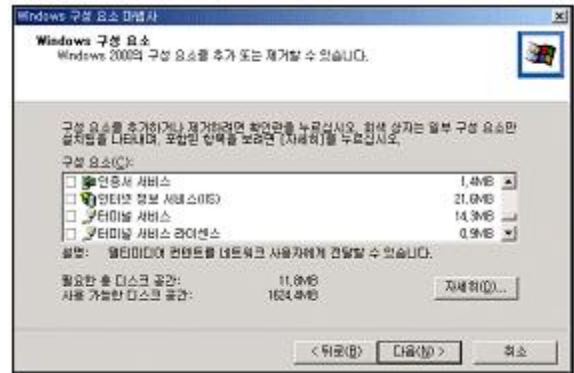 Windows 구성 요소 마법사
Windows 구성 요소
Windows 2000의 구성 요소를 추가 또는 제거할 수 있습니다.
구성 요소를 추가하거나 제거하려면 확인란을 누르십시오. 회색 상자는 일부 구성 요소만
설치됨을 나타내며, 포함된 항목을 보려면 [자세히]를 누르십시오.
구성 요소(C):
인증서 서비스 1,4MB
인터넷 정보 서비스(IIS) 21,6MB
터미널 서비스 14,3MB
터미널 서비스 라이센스 0,9MB
설명: 멀티미디어 컨텐트를 네트워크 사용자에게 전달할 수 있습니다.
필요한 총 디스크 공간: 11,8MB
사용 가능한 디스크 공간: 1624,4MB
자세히(D)...
< 뒤로(B)
다음(N) >
취소